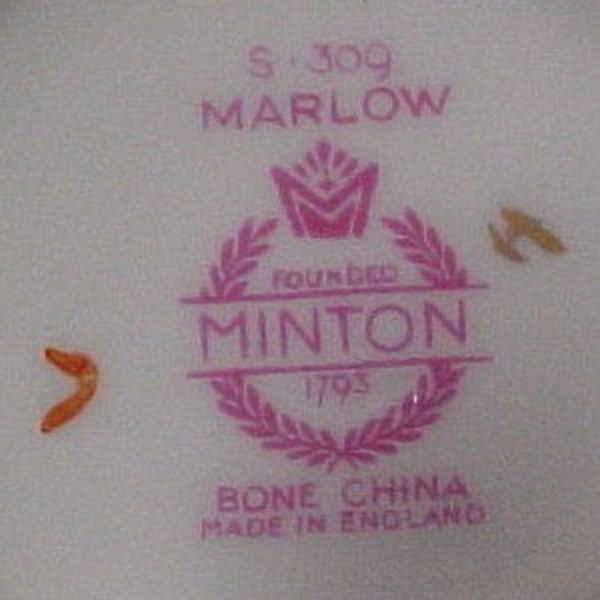 S·309
MARLOW
FOUNDED
MINTON
1793
BONE CHINA
MADE IN ENGLAND